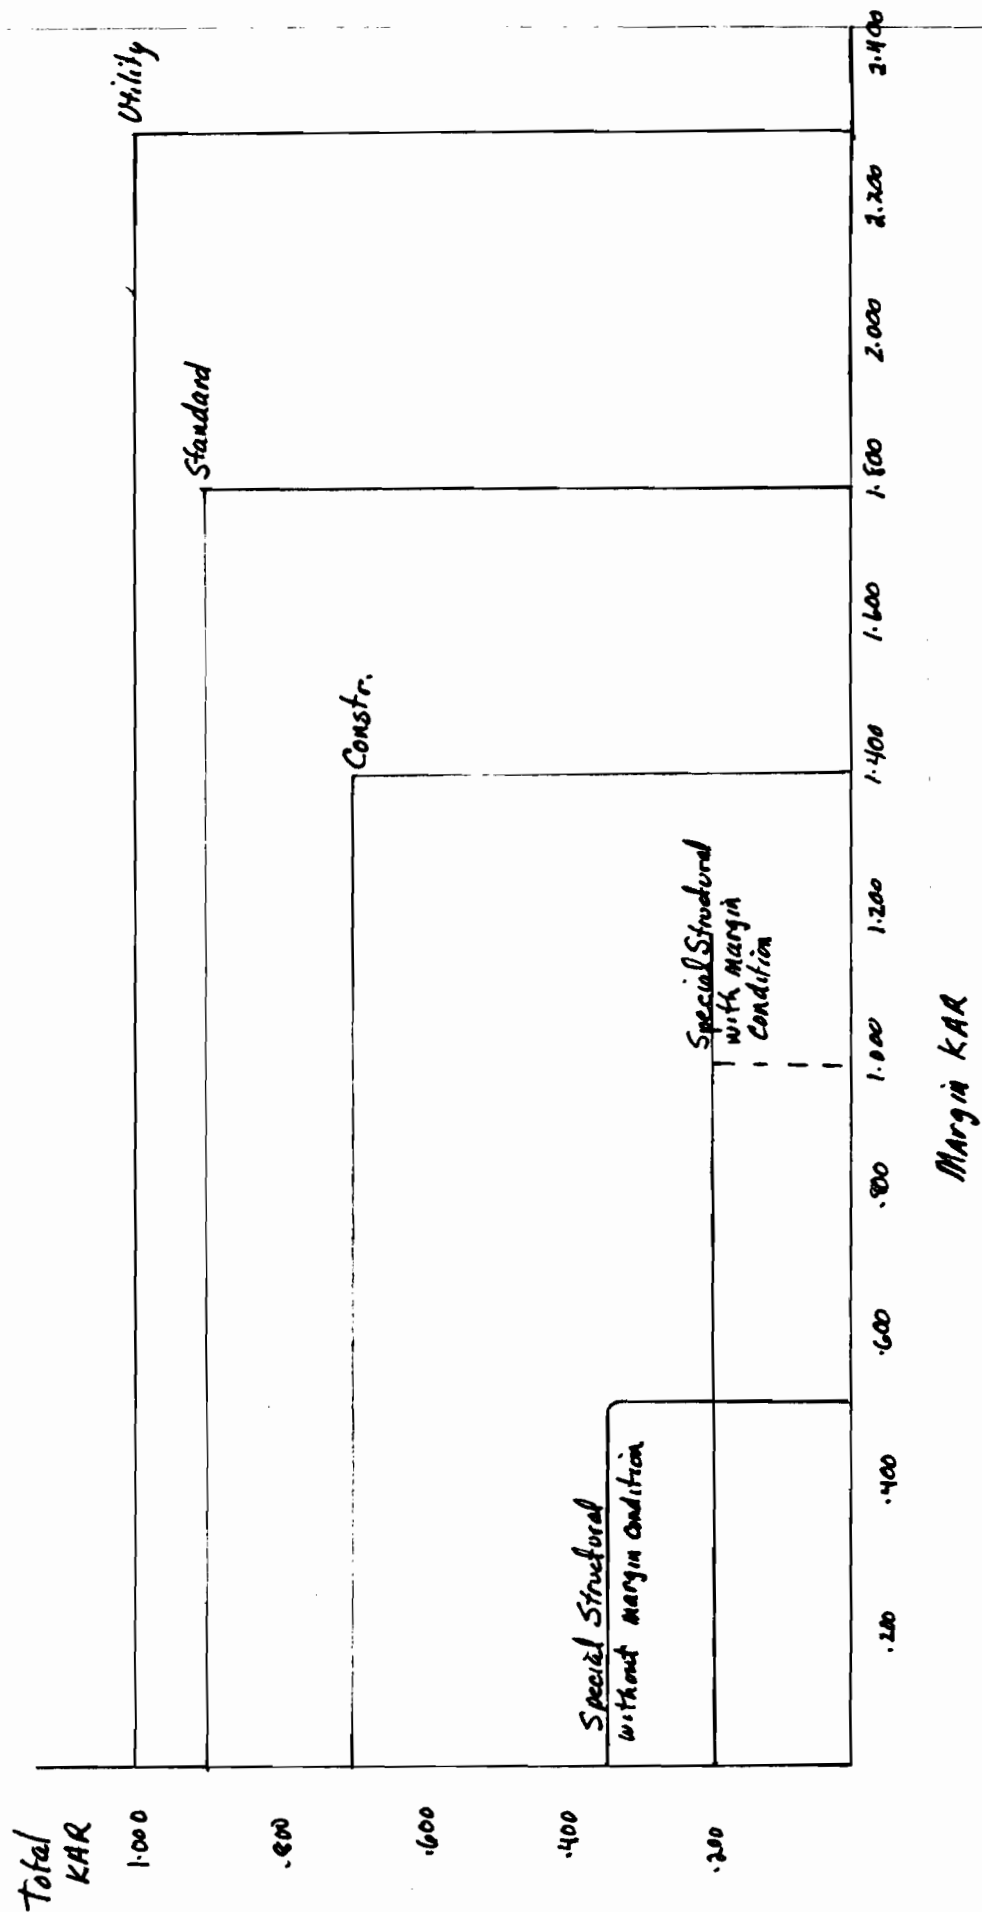 Total
KAR
1.000
.800
.600
.400
.200
Utility
Standard
Constr.
Special Structural
with margin
condition
Special Structural
without margin condition
.200
.400
.600
.800
1.000
1.200
1.400
1.600
1.800
2.000
2.200
2.400
Margin KAR